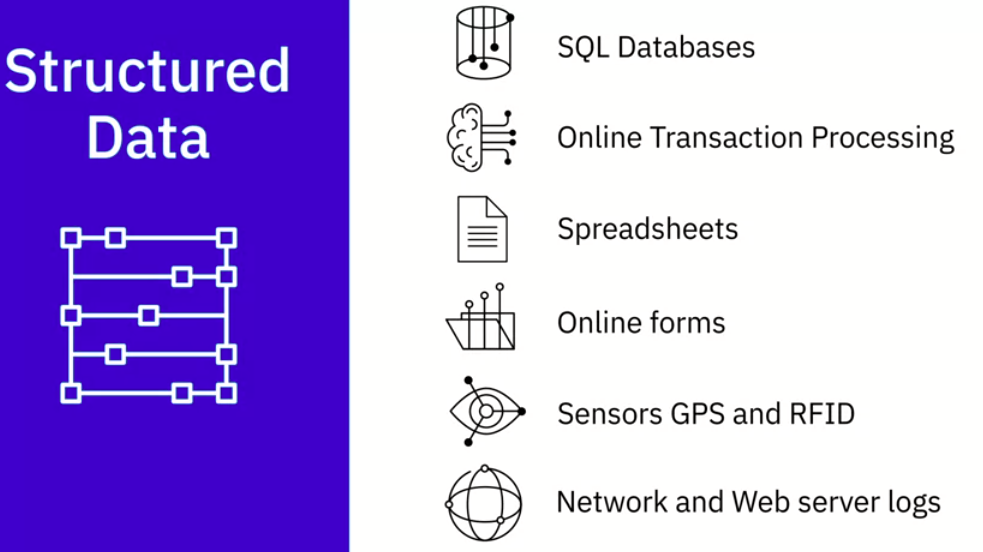 Structured
Data
SQL Databases
Online Transaction Processing
Spreadsheets
Online forms
Sensors GPS and RFID
Network and Web server logs